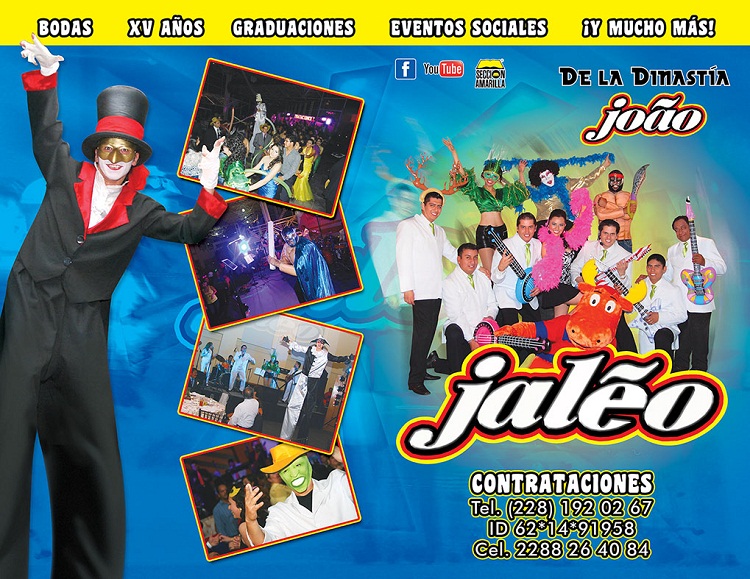 BODAS XV AÑOS GRADUACIONES EVENTOS SOCIALES ¡Y MUCHO MÁS!
f YouTube SECCIÓN AMARILLA
DE LA DINASTÍA
joão
jalẽo
CONTRATACIONES
Tel. (228) 192 02 67
ID 62*14*91958
Cel. 2288 26 40 84